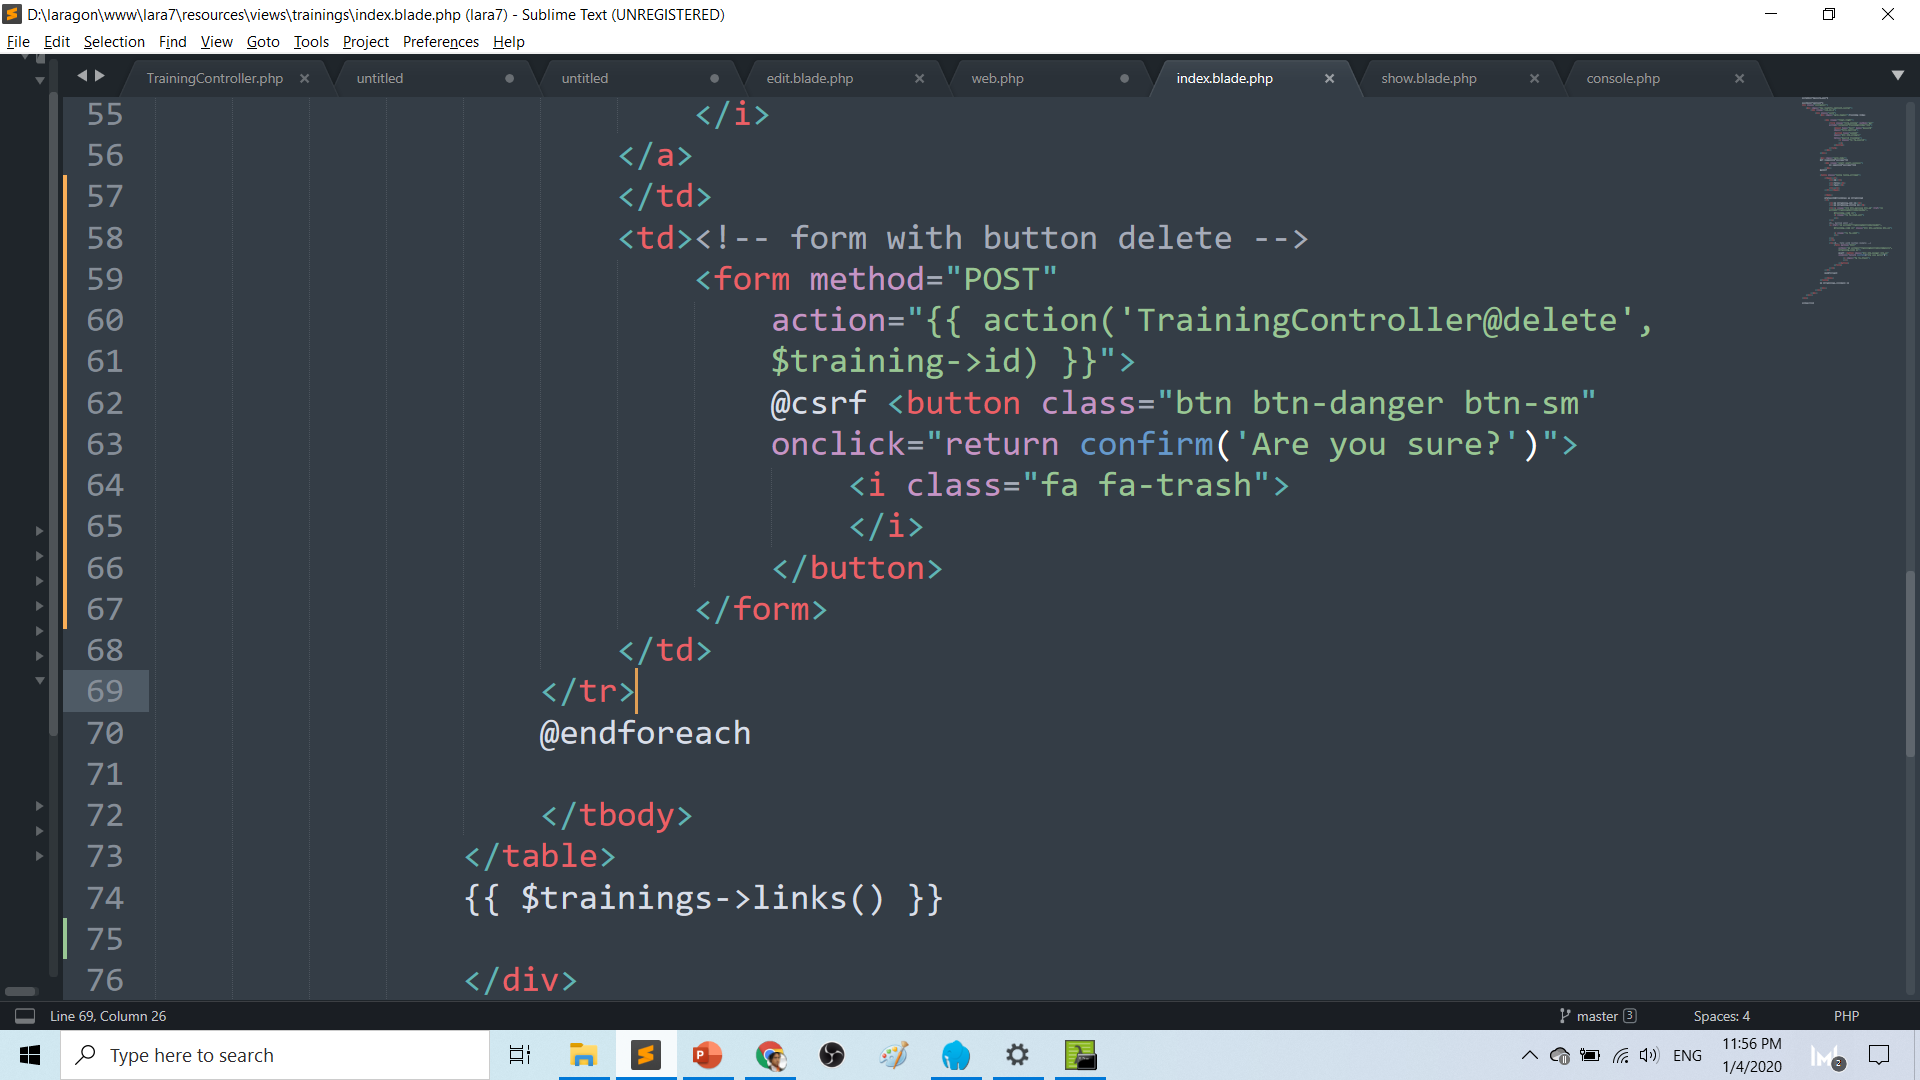 D:\laragon\www\lara7\resources\views\trainings\index.blade.php (lara7) - Sublime Text (UNREGISTERED)
File Edit Selection Find View Goto Tools Project Preferences Help
TrainingController.php untitled untitled edit.blade.php web.php index.blade.php show.blade.php console.php
55 </i>
56 </a>
57 </td>
58 <td><!-- form with button delete -->
59 <form method="POST"
60 action="{{ action('TrainingController@delete',
61 $training->id) }}">
62 @csrf <button class="btn btn-danger btn-sm"
63 onclick="return confirm('Are you sure?')">
64 <i class="fa fa-trash">
65 </i>
66 </button>
67 </form>
68 </td>
69 </tr>
70 @endforeach
71
72 </tbody>
73 </table>
74 {{ $trainings->links() }}
75
76 </div>
Line 69, Column 26 master 3 Spaces: 4 PHP
Type here to search
ENG
11:56 PM
1/4/2020
2